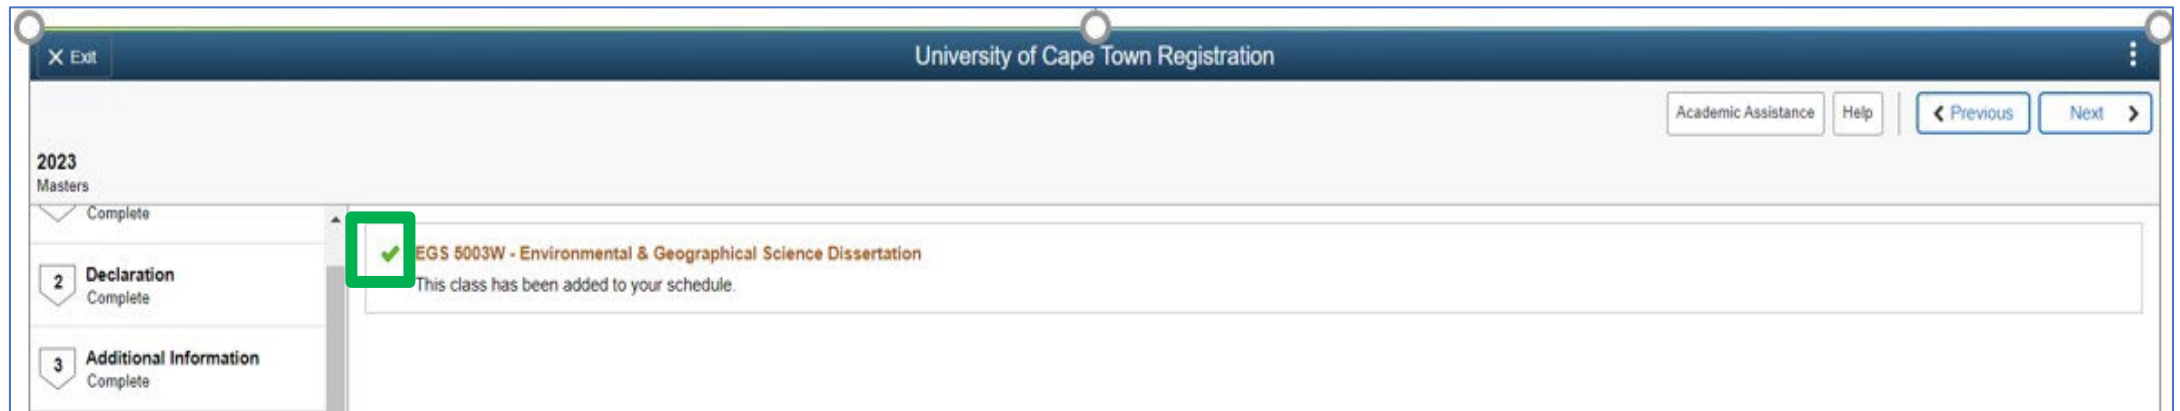 Exit
University of Cape Town Registration
Academic Assistance
Help
Previous
Next
2023
Masters
Complete
2
Declaration
Complete
3
Additional Information
Complete
EGS 5003W - Environmental & Geographical Science Dissertation
This class has been added to your schedule.